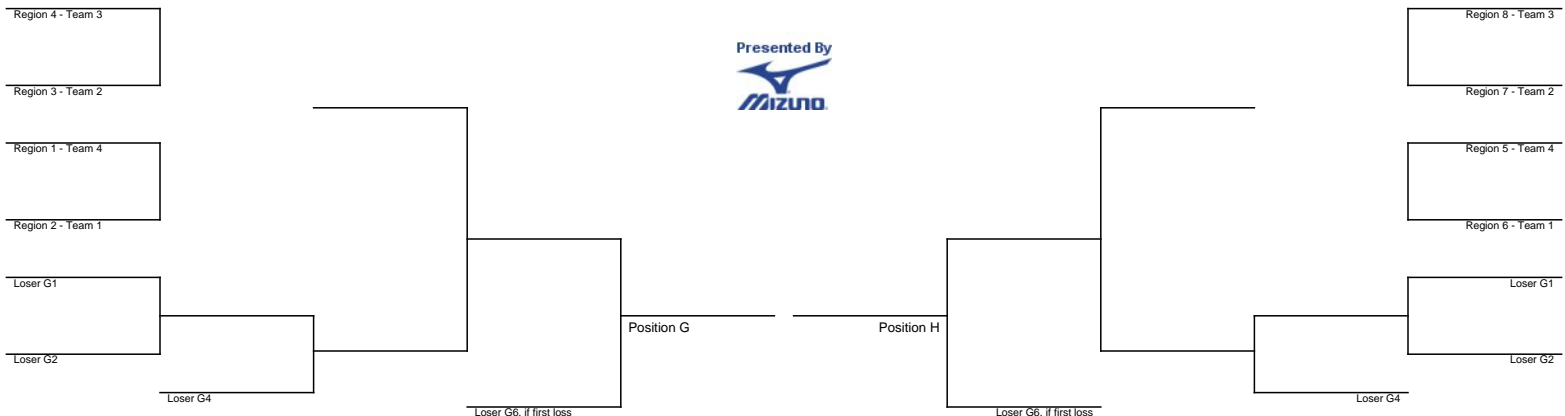 Region 4 - Team 3
Region 3 - Team 2
Region 1 - Team 4
Region 2 - Team 1
Loser G1
Loser G2
Loser G4
Loser G6, if first loss
Position G
Presented By
MIZUNO
Position H
Region 8 - Team 3
Region 7 - Team 2
Region 5 - Team 4
Region 6 - Team 1
Loser G1
Loser G2
Loser G4
Loser G6, if first loss